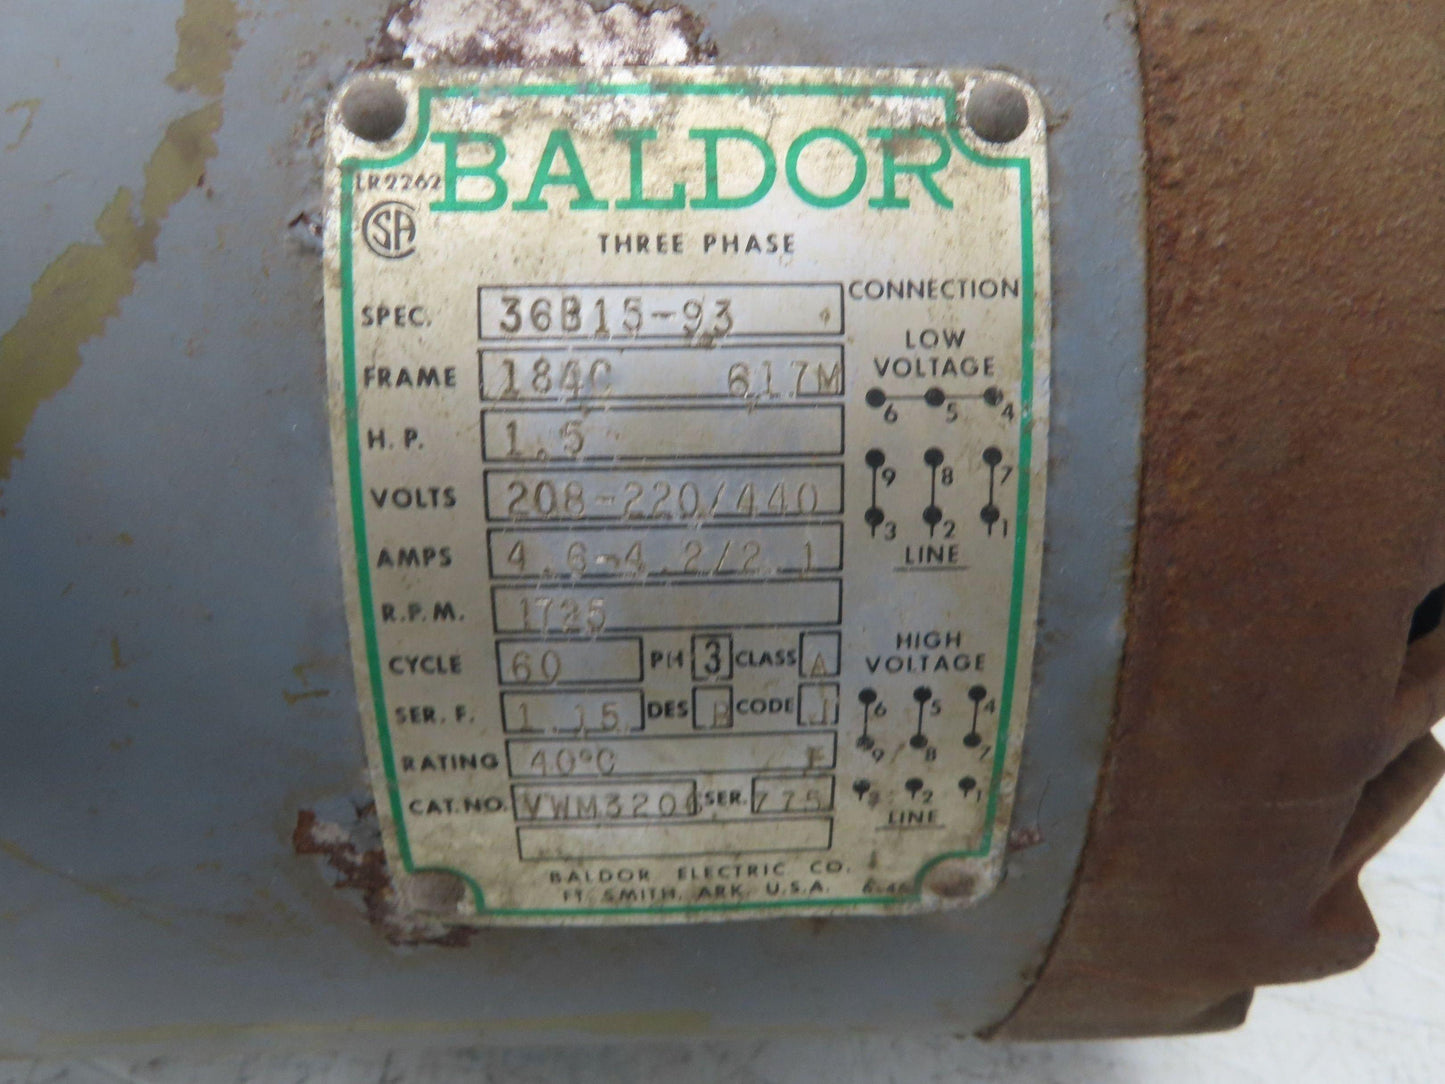 BALDOR
LR2262
CSA
THREE PHASE
SPEC. 36B15-93
FRAME 184C 617M
H. P. 1.5
VOLTS 208-220/440
AMPS 4.6-4.2/2.1
R.P.M. 1725
CYCLE 60 PH 3 CLASS A
SER. F. 1.15 DES B CODE J
RATING 40°C F
CAT. NO. VWM3206 SER. 775
BALDOR ELECTRIC CO.
FT. SMITH, ARK. U.S.A.
CONNECTION
LOW
VOLTAGE
6 5 4
9 8 7
3 2 1
LINE
HIGH
VOLTAGE
6 5 4
9 8 7
3 2 1
LINE